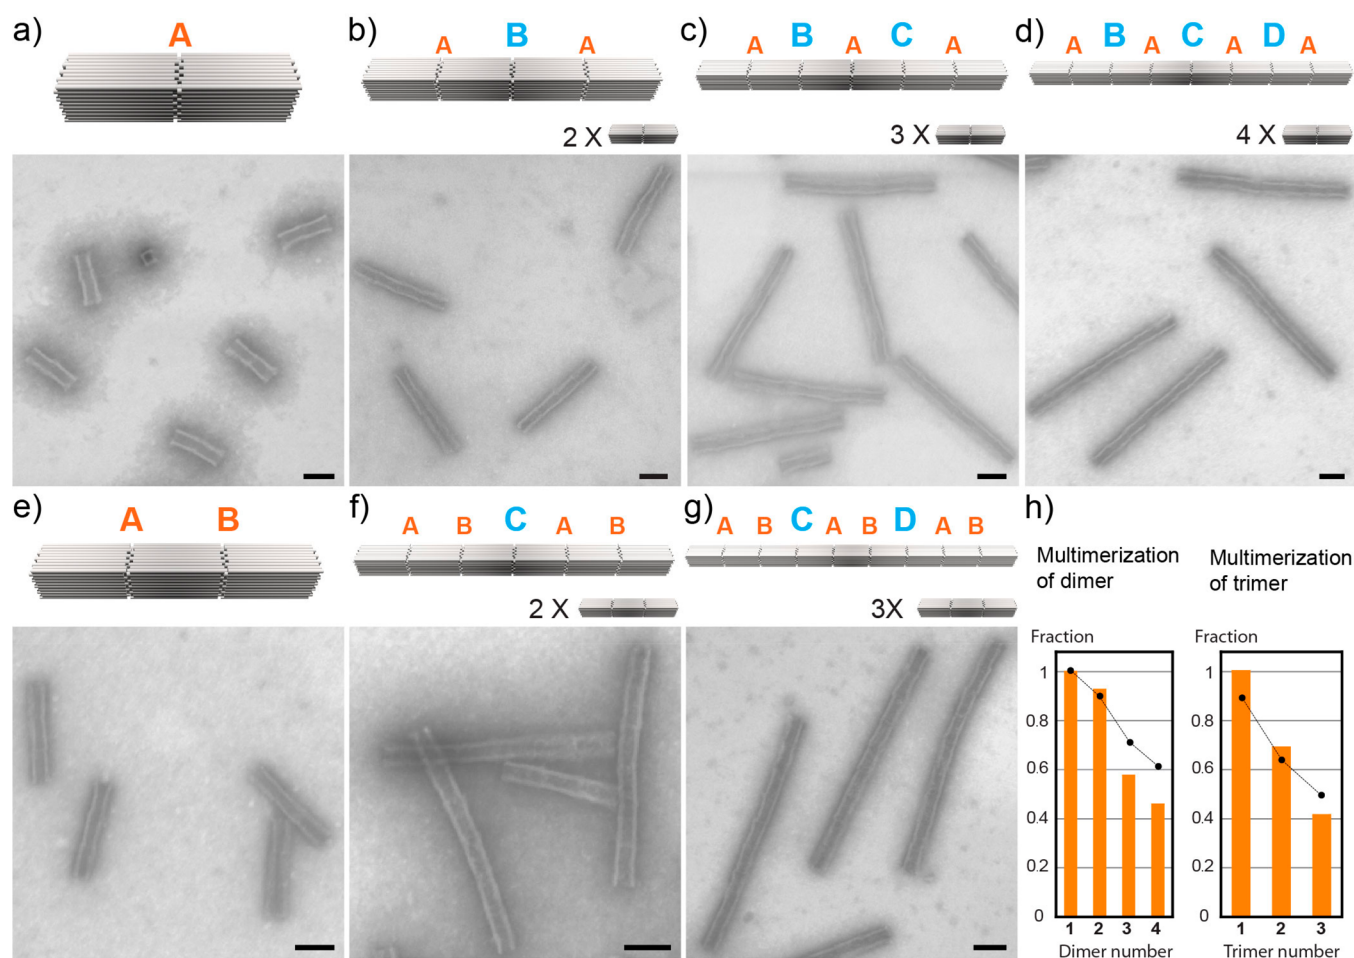 a)
A
b)
A B A
2 X
c)
A B A C A
3 X
d)
A B A C A D A
4 X
e)
A B
f)
A B C A B
2 X
g)
A B C A B D A B
3X
h)
Multimerization
of dimer
Fraction
1
0.8
0.6
0.4
0.2
0
1 2 3 4
Dimer number
Multimerization
of trimer
Fraction
1
0.8
0.6
0.4
0.2
0
1 2 3
Trimer number